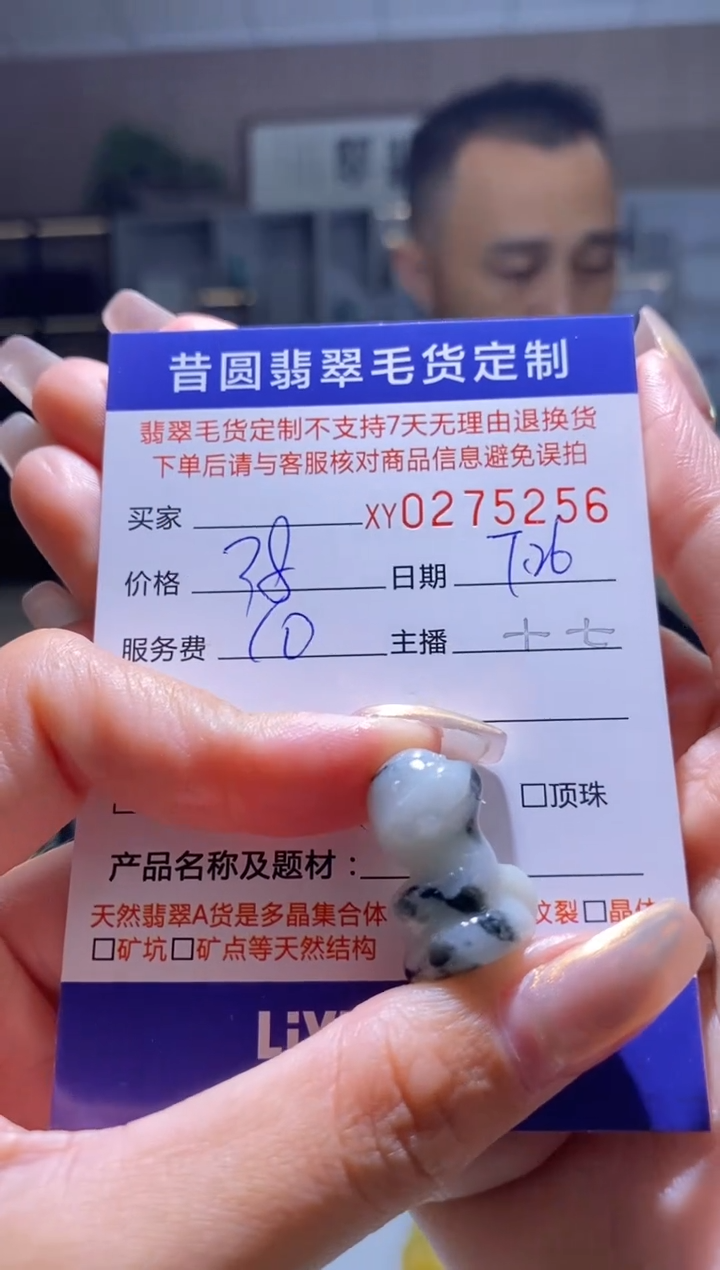 昔圆翡翠毛货定制
翡翠毛货定制不支持7天无理由退换货
下单后请与客服核对商品信息避免误拍
买家 XY0275256
价格 38 日期 7.26
服务费 10 主播 十七
□顶珠
产品名称及题材：
天然翡翠A货是多晶集合体 纹裂□晶体
□矿坑□矿点等天然结构